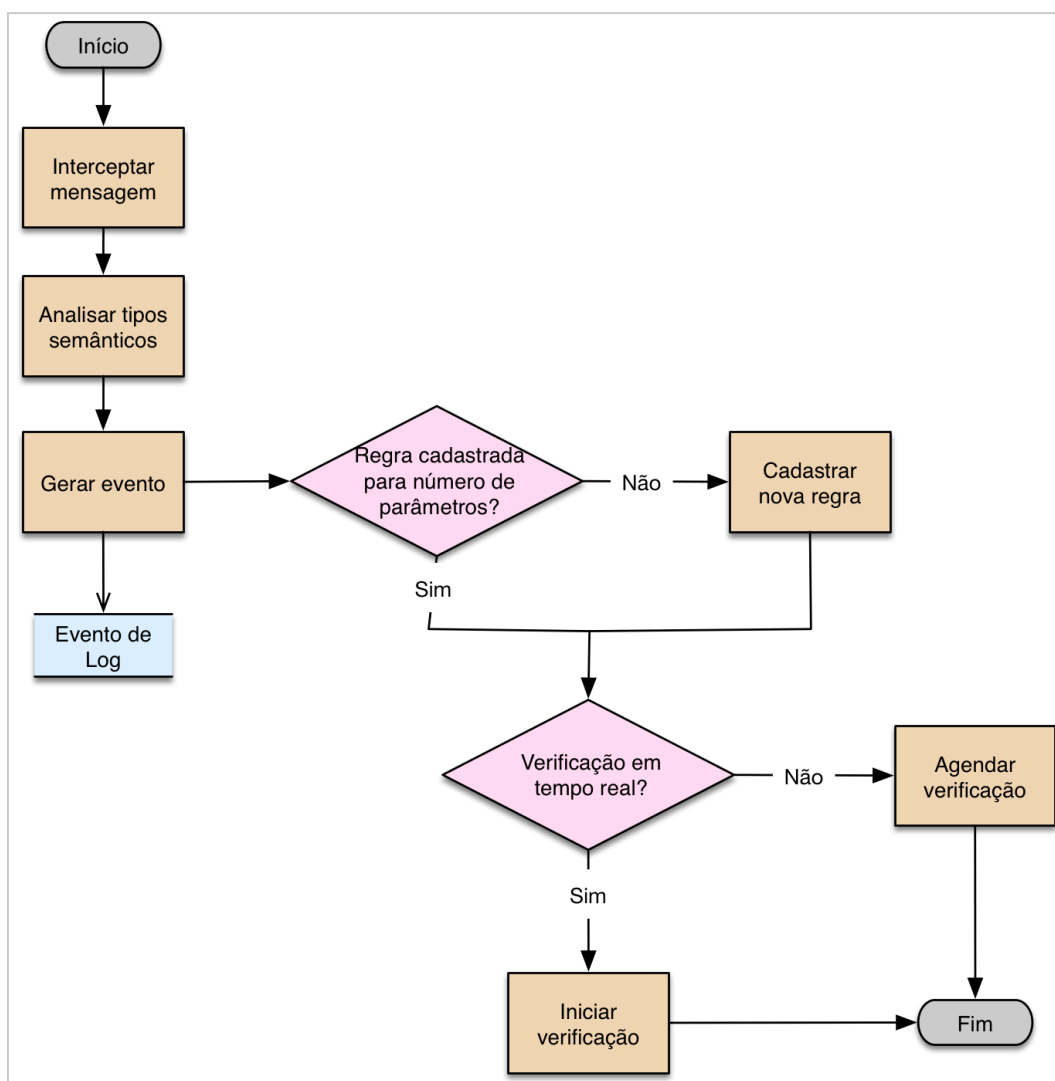 Início
Interceptar
mensagem
Analisar tipos
semânticos
Gerar evento
Regra cadastrada
para número de
parâmetros?
Não
Cadastrar
nova regra
Sim
Evento de
Log
Verificação em
tempo real?
Não
Agendar
verificação
Sim
Iniciar
verificação
Fim